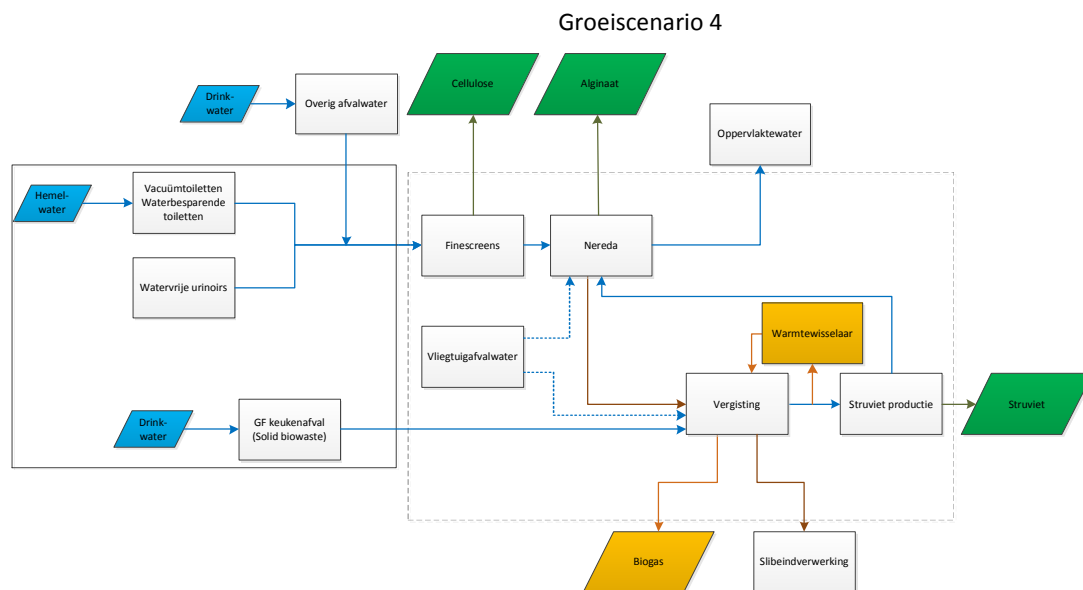 Groeiscenario 4
Cellulose
Alginaat
Drink-
water
Overig afvalwater
Oppervlaktewater
Hemel-
water
Vacuümtoiletten
Waterbesparende
toiletten
Finescreens
Nereda
Watervrije urinoirs
Vliegtuigafvalwater
Warmtewisselaar
Drink-
water
GF keukenafval
(Solid biowaste)
Vergisting
Struviet productie
Struviet
Biogas
Slibeindverwerking